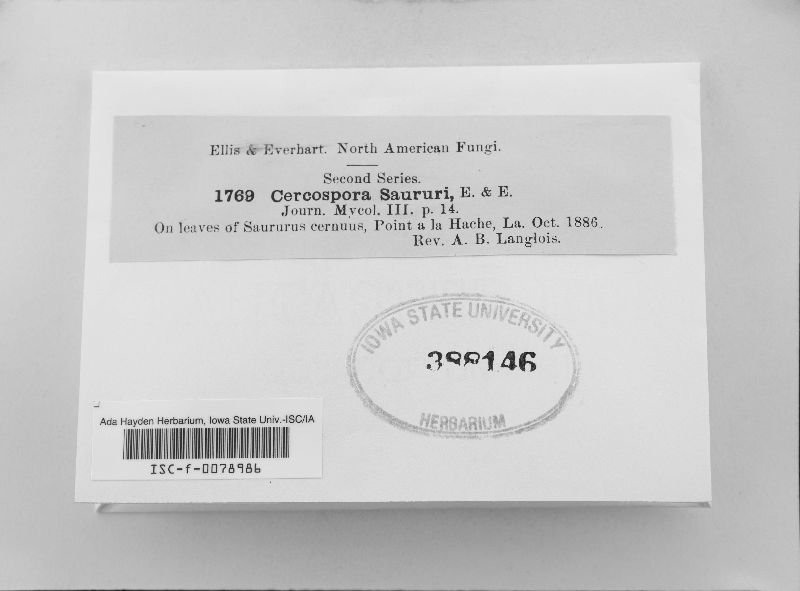 Ellis & Everhart. North American Fungi.
Second Series.
1769 Cercospora Saururi, E. & E.
Journ. Mycol. III. p. 14.
On leaves of Saururus cernuus, Point a la Hache, La. Oct. 1886.
Rev. A. B. Langlois.
IOWA STATE UNIVERSITY
388146
HERBARIUM
Ada Hayden Herbarium, Iowa State Univ.-ISC/IA
ISC-f-0078986